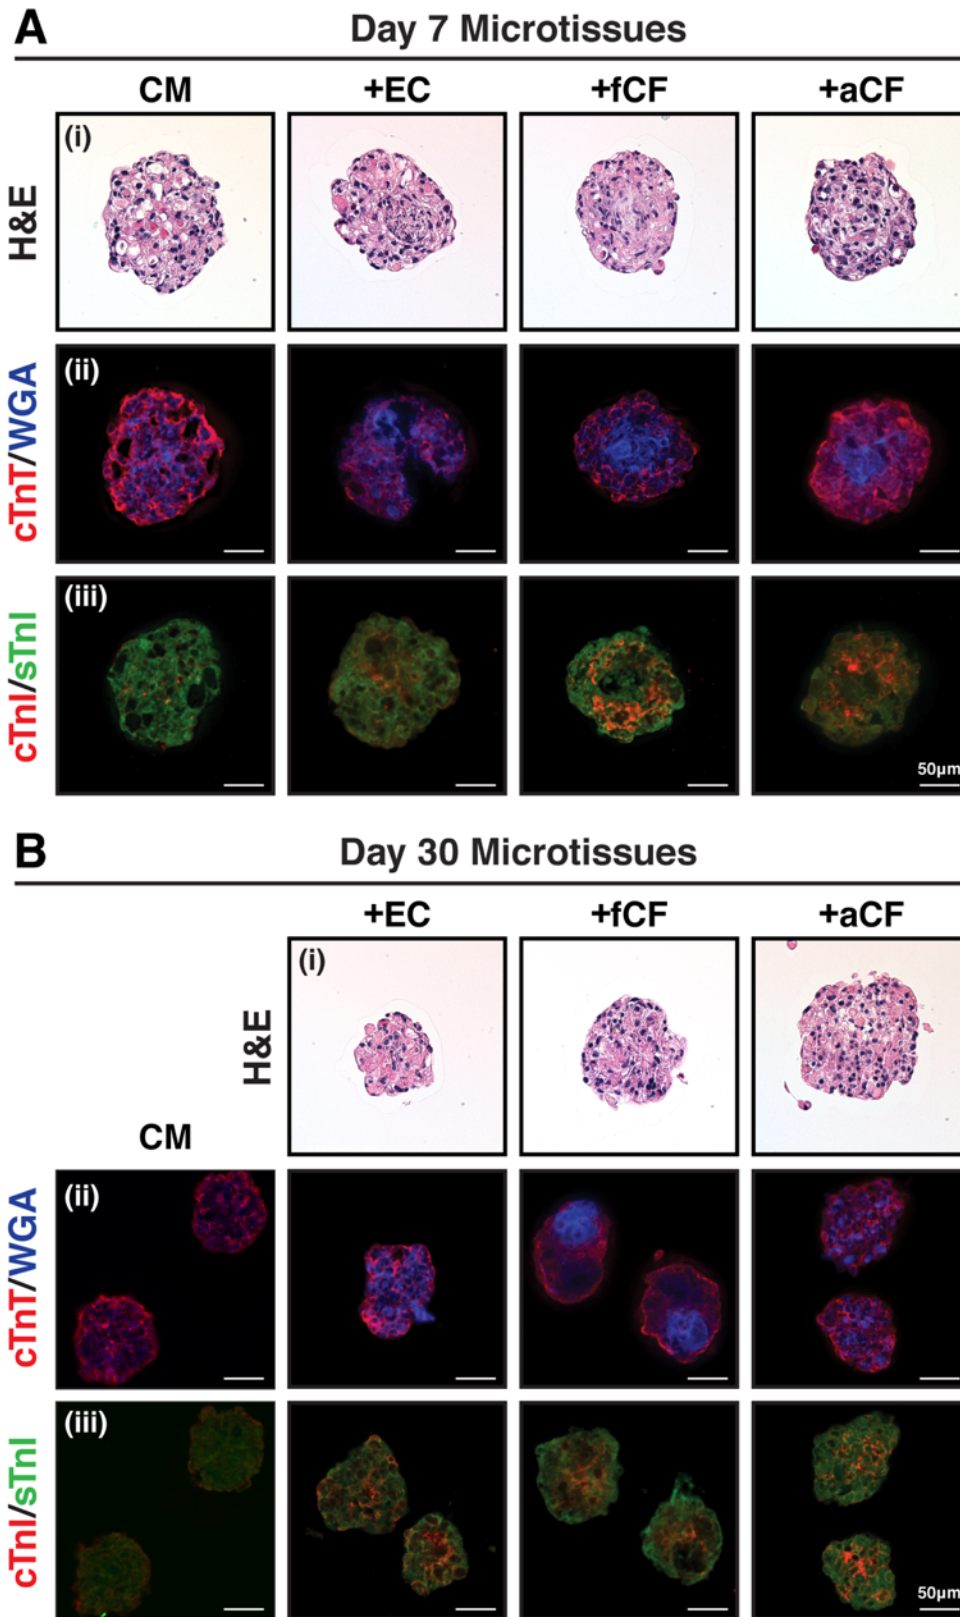 A
Day 7 Microtissues
CM +EC +fCF +aCF
H&E
(i)
cTnT/WGA
(ii)
cTnI/sTnI
(iii)
50µm
B
Day 30 Microtissues
+EC +fCF +aCF
H&E
(i)
CM
cTnT/WGA
(ii)
cTnI/sTnI
(iii)
50µm